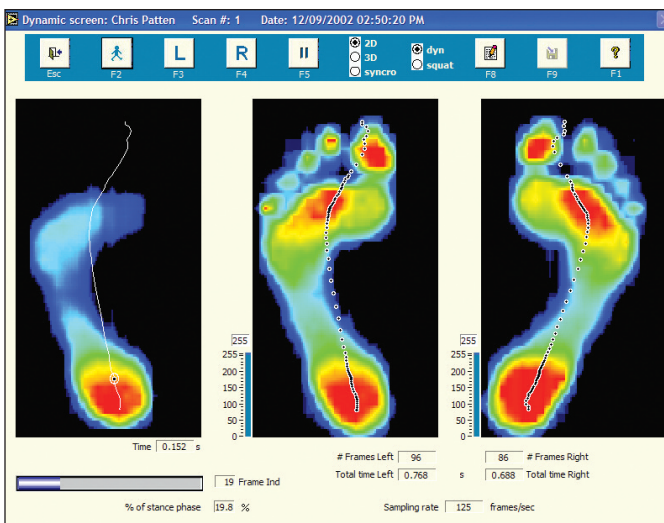 Dynamic screen: Chris Patten Scan #: 1 Date: 12/09/2002 02:50:20 PM
L R II ?
2D
3D
syncro
dyn
squat
Esc F2 F3 F4 F5 F8 F9 F1
255
255
200
150
100
50
0
255
255
200
150
100
50
0
Time 0.152 s
# Frames Left 96
86 # Frames Right
Total time Left 0.768 s
0.688 Total time Right
19 Frame Ind
% of stance phase 19.8 %
Sampling rate 125 frames/sec